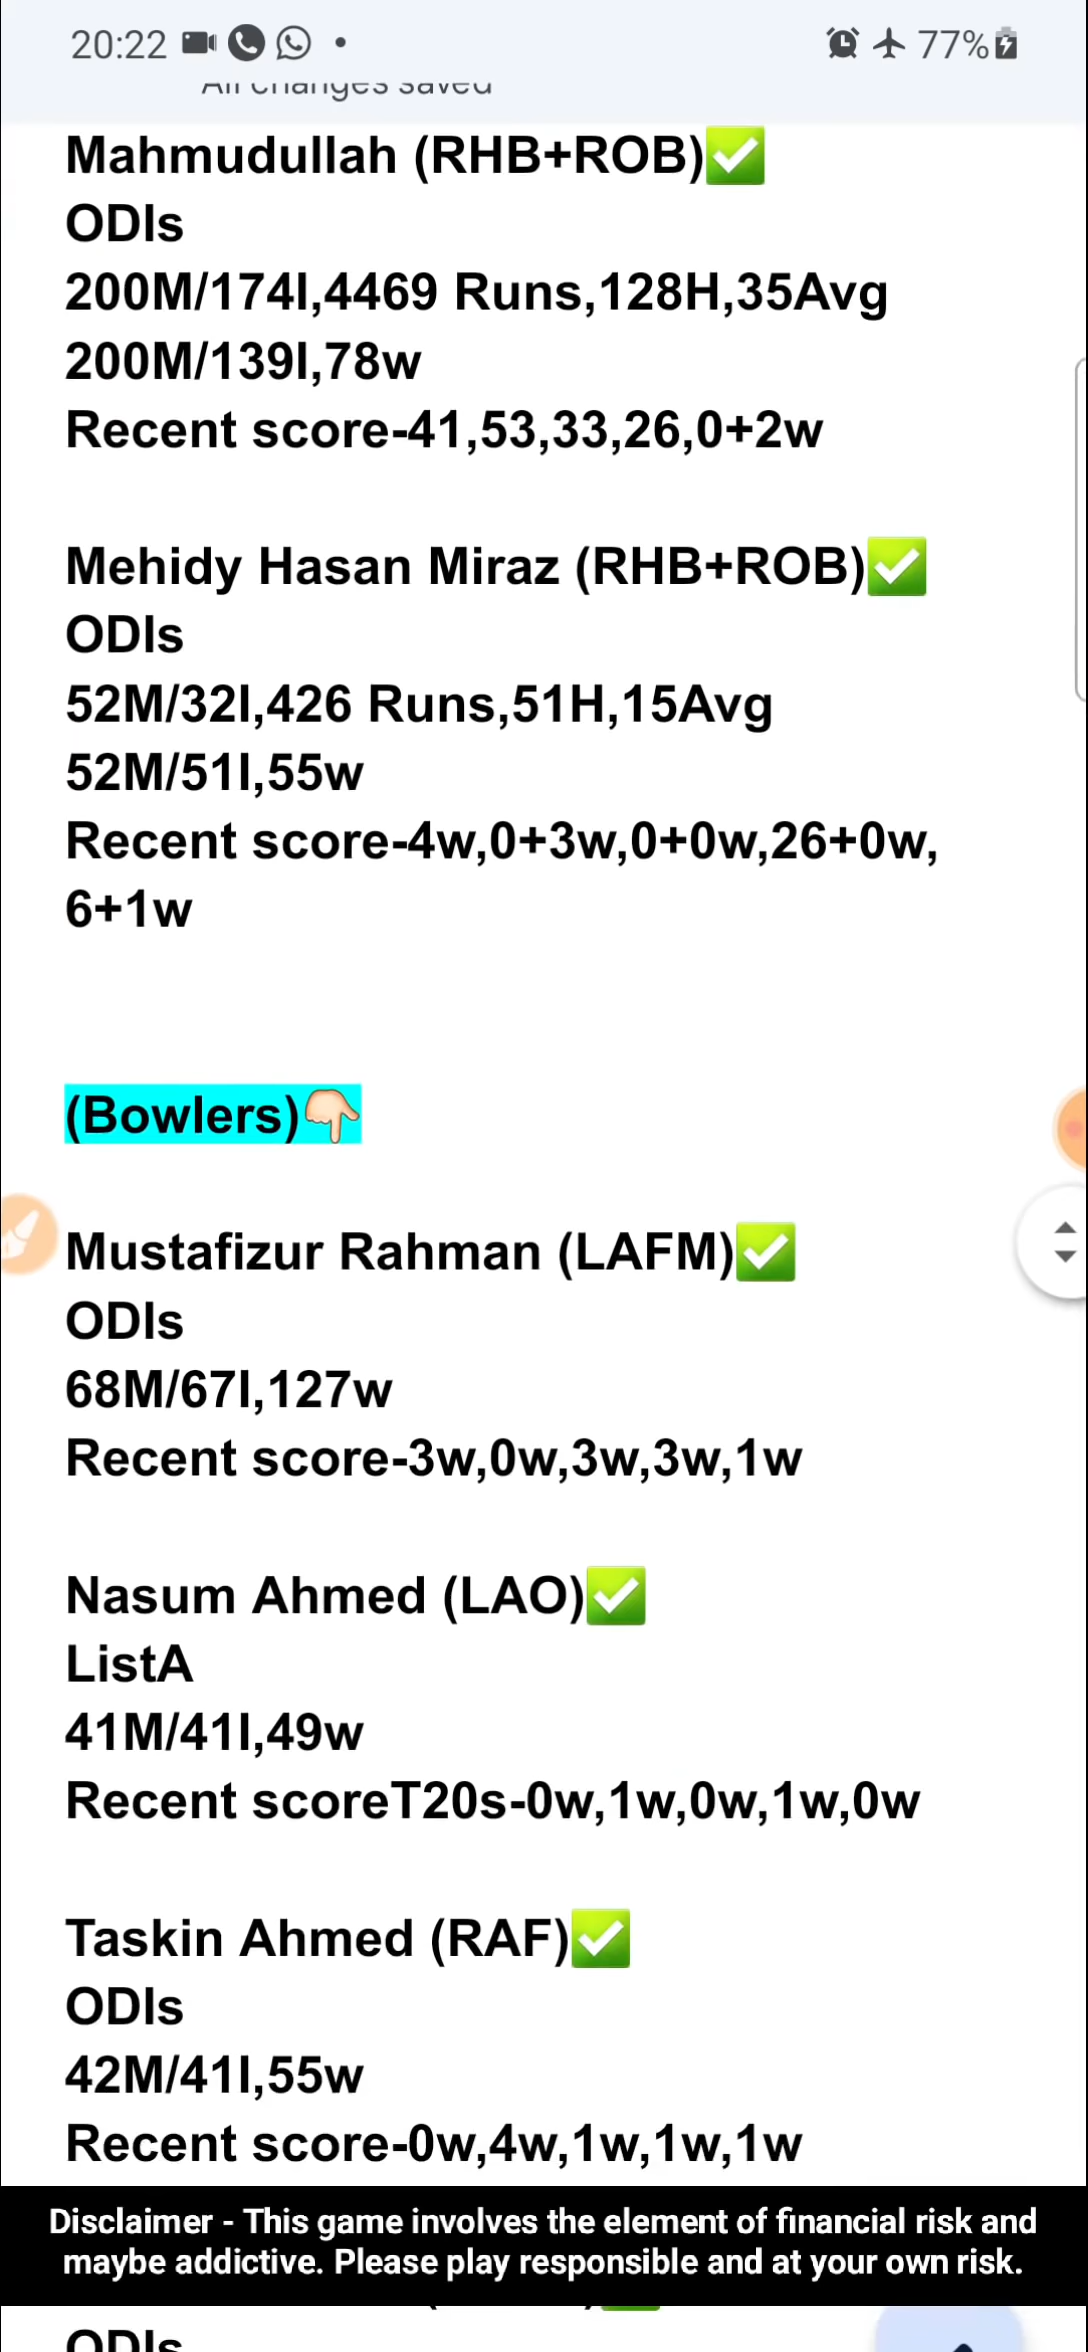 20:22
77%
All changes saved
Mahmudullah (RHB+ROB)✅
ODIs
200M/174I,4469 Runs,128H,35Avg
200M/139I,78w
Recent score-41,53,33,26,0+2w
Mehidy Hasan Miraz (RHB+ROB)✅
ODIs
52M/32I,426 Runs,51H,15Avg
52M/51I,55w
Recent score-4w,0+3w,0+0w,26+0w,
6+1w
(Bowlers)👇
Mustafizur Rahman (LAFM)✅
ODIs
68M/67I,127w
Recent score-3w,0w,3w,3w,1w
Nasum Ahmed (LAO)✅
ListA
41M/41I,49w
Recent scoreT20s-0w,1w,0w,1w,0w
Taskin Ahmed (RAF)✅
ODIs
42M/41I,55w
Recent score-0w,4w,1w,1w,1w
Disclaimer - This game involves the element of financial risk and
maybe addictive. Please play responsible and at your own risk.
ODIs